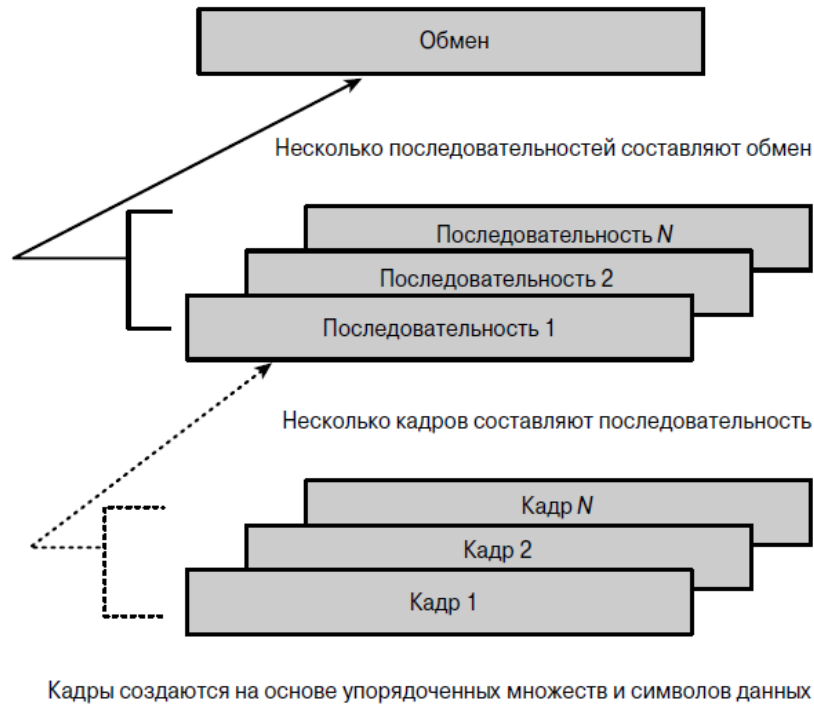 Обмен
Несколько последовательностей составляют обмен
Последовательность N
Последовательность 2
Последовательность 1
Несколько кадров составляют последовательность
Кадр N
Кадр 2
Кадр 1
Кадры создаются на основе упорядоченных множеств и символов данных